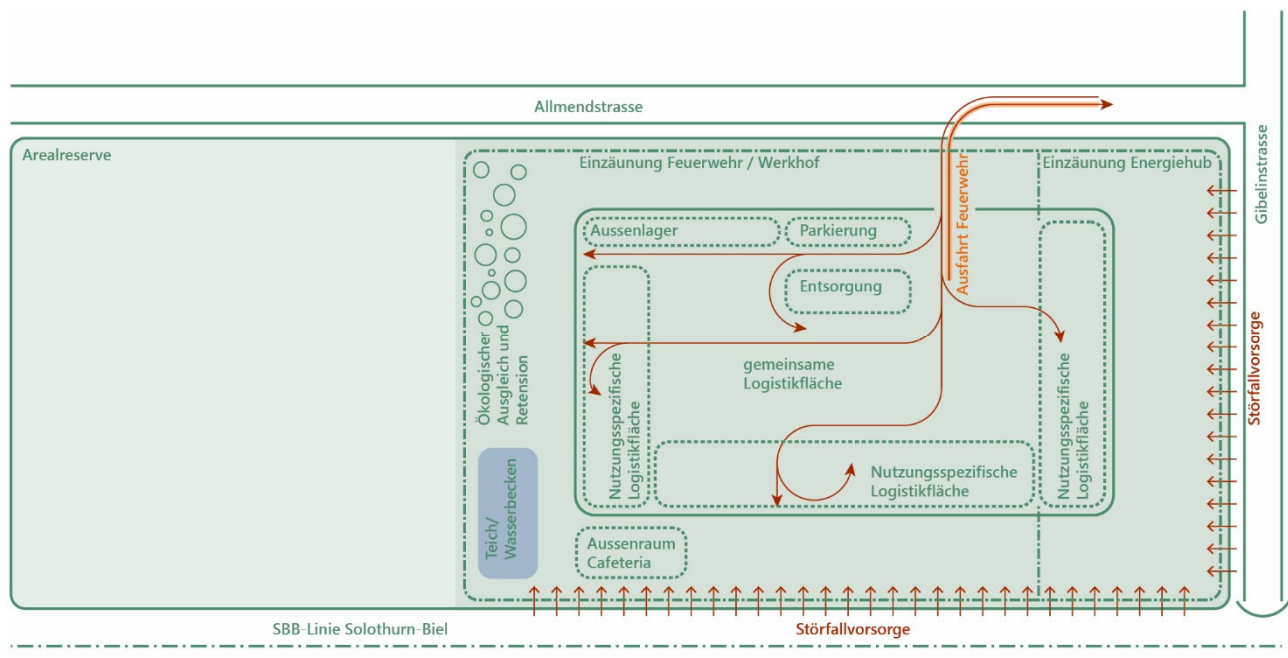 Allmendstrasse
Arealreserve
Einzäunung Feuerwehr / Werkhof
Einzäunung Energiehub
Gibelinstrasse
Ausfahrt Feuerwehr
Aussenlager
Parkierung
Entsorgung
Störfallvorsorge
Ökologischer
Ausgleich und
Retension
gemeinsame
Logistikfläche
Nutzungsspezifische
Logistikfläche
Nutzungsspezifische
Logistikfläche
Nutzungsspezifische
Logistikfläche
Teich/
Wasserbecken
Aussenraum
Cafeteria
SBB-Linie Solothurn-Biel
Störfallvorsorge